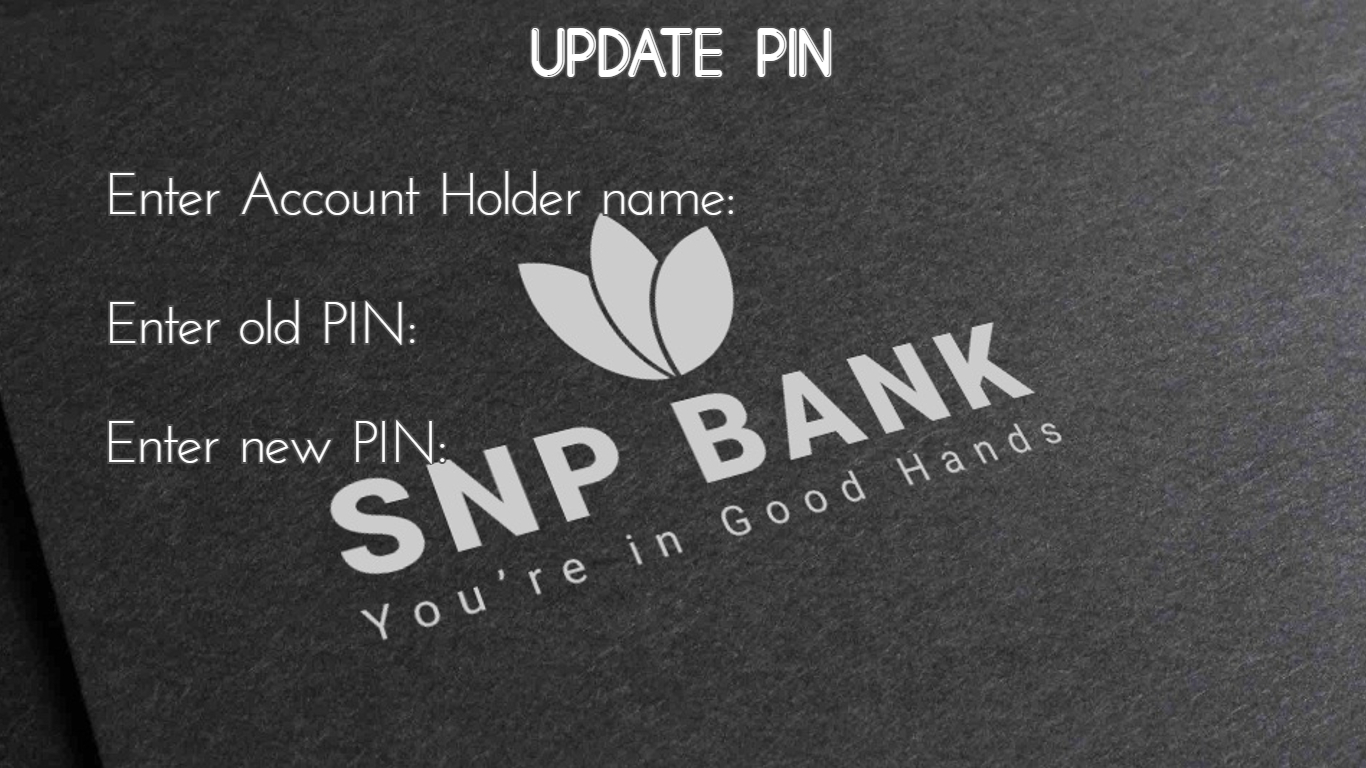 UPDATE PIN
Enter Account Holder name:
Enter old PIN:
Enter new PIN:
SNP BANK
You're in Good Hands